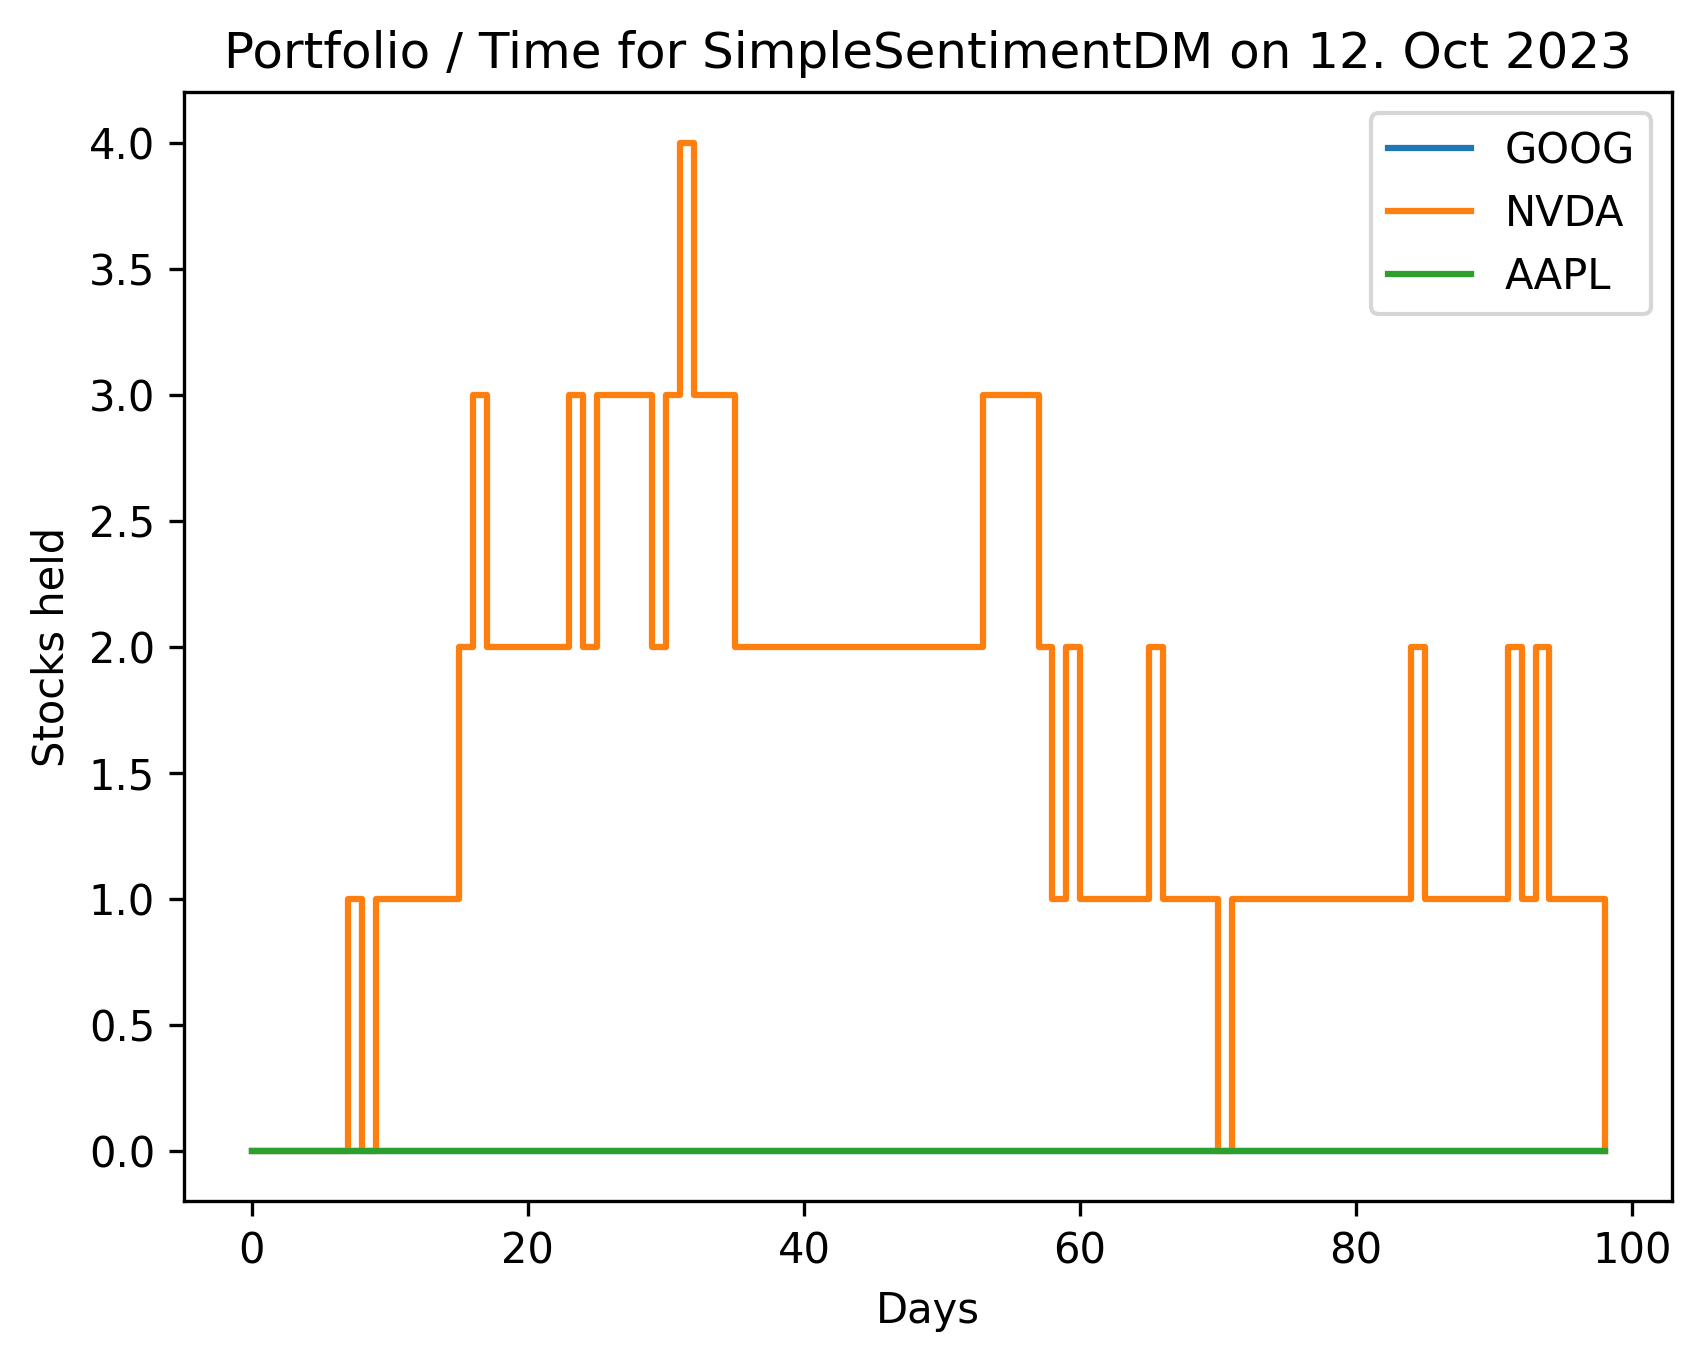 Portfolio / Time for SimpleSentimentDM on 12. Oct 2023
GOOG
NVDA
AAPL
4.0
3.5
3.0
2.5
2.0
1.5
1.0
0.5
0.0
Stocks held
0 20 40 60 80 100
Days